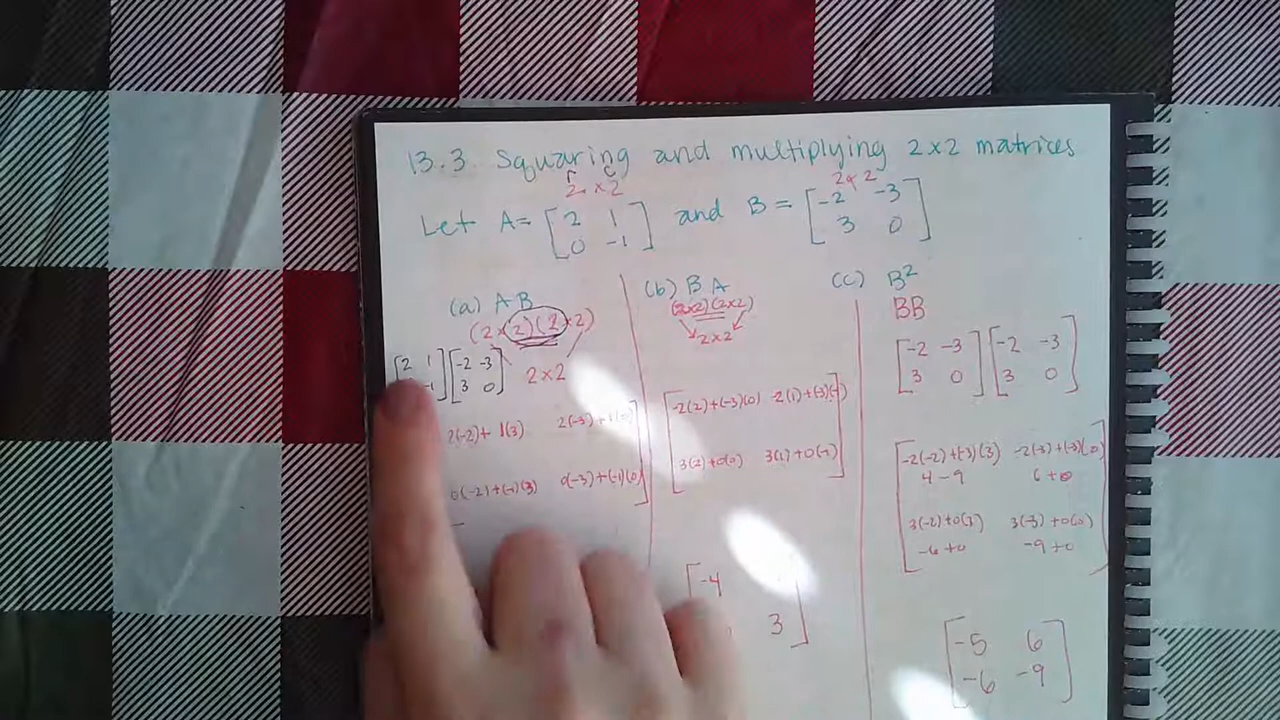 13.3 Squaring and multiplying 2x2 matrices
r c
2 x 2
2x2
Let A = [2 1
0 -1] and B = [-2 -3
3 0]
(a) AB
(2x2)(2x2)
2x2
[2 1
-1] [-2 -3
3 0]
2(-2)+1(3) 2(-3)+
0(-2)+(-1)(3) 0(-3)+(-1)(0)]
(b) BA
(2x2)(2x2)
2x2
[-2(2)+(-3)(0) -2(1)+(-3)(-1)
3(2)+0(0) 3(1)+0(-1)]
[-4
3]
(c) B²
BB
[-2 -3
3 0] [-2 -3
3 0]
[-2(-2)+(-3)(3) -2(-3)+(-3)(0)
4-9 6+0
3(-2)+0(3) 3(-3)+0(0)
-6+0 -9+0]
[-5 6
-6 -9]